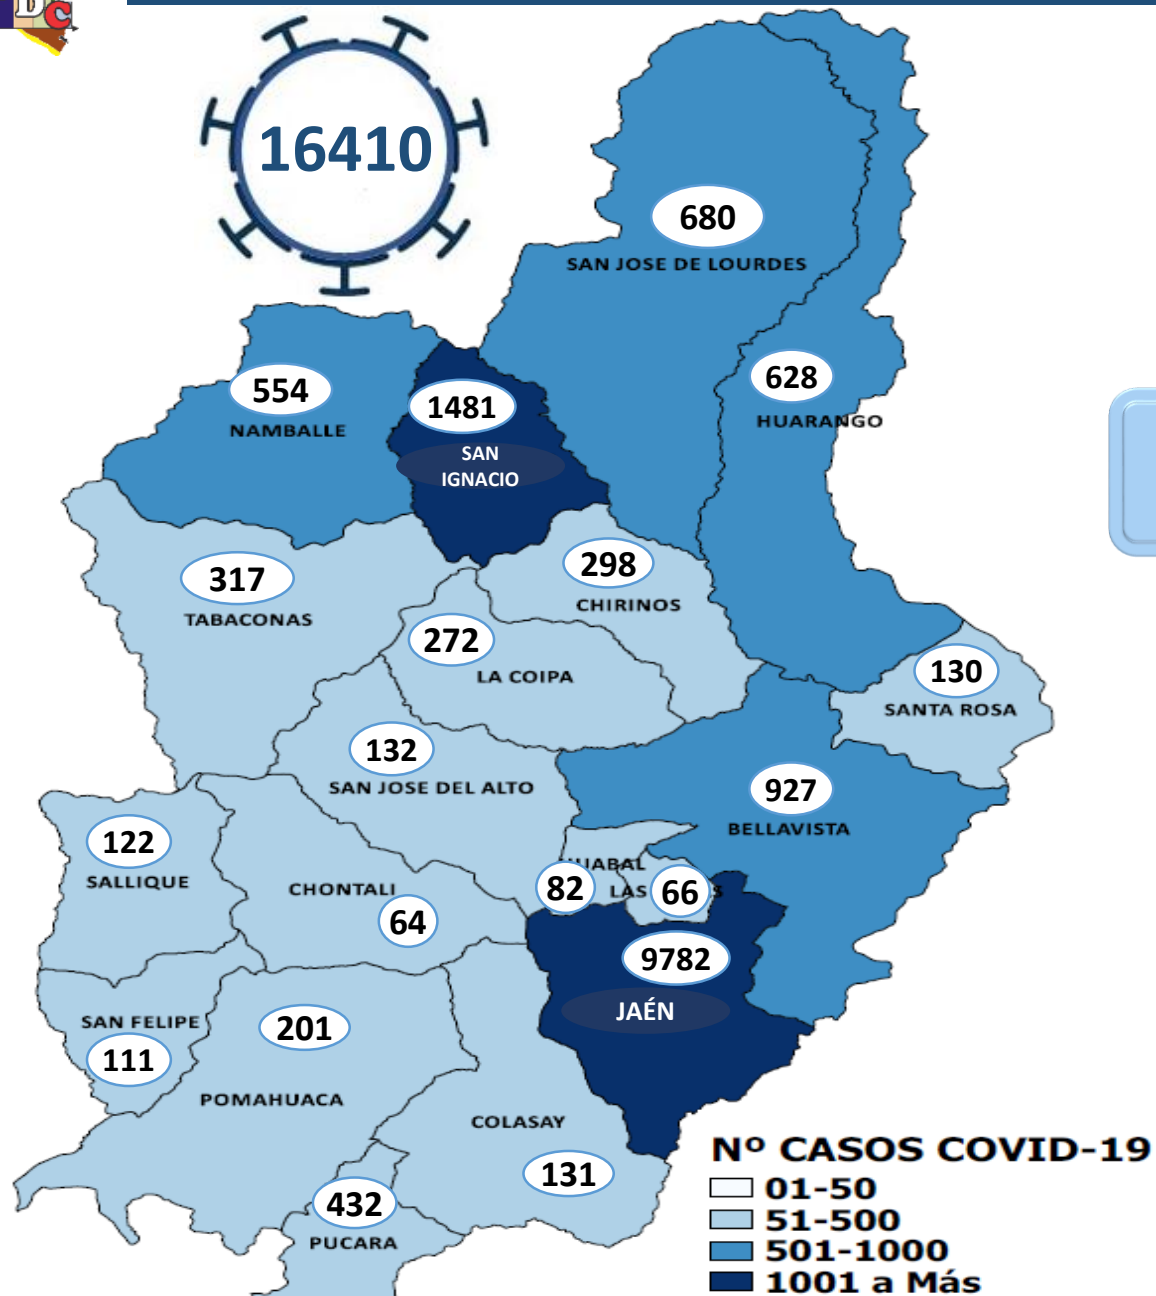 DC
16410
680
SAN JOSE DE LOURDES
628
HUARANGO
554
NAMBALLE
1481
SAN
IGNACIO
317
TABACONAS
298
CHIRINOS
272
LA COIPA
130
SANTA ROSA
132
SAN JOSE DEL ALTO
927
BELLAVISTA
122
SALLIQUE
CHONTALI
64
HUABAL
82
LAS
66
9782
JAÉN
SAN FELIPE
111
201
POMAHUACA
COLASAY
131
432
PUCARA
Nº CASOS COVID-19
01-50
51-500
501-1000
1001 a Más